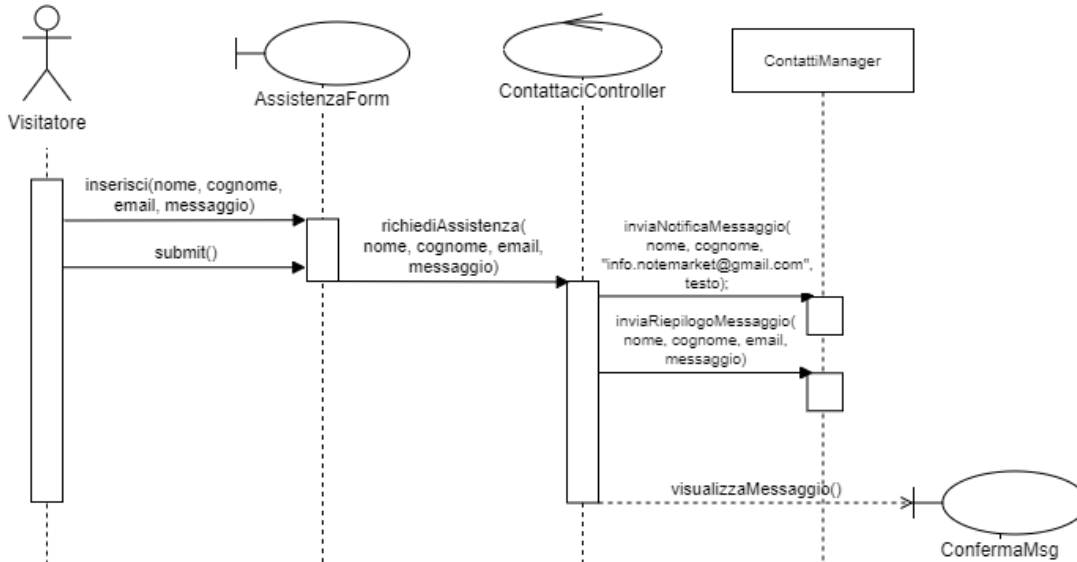 Visitatore
AssistenzaForm
ContattaciController
ContattiManager
inserisci(nome, cognome,
email, messaggio)
submit()
richiediAssistenza(
nome, cognome, email,
messaggio)
inviaNotificaMessaggio(
nome, cognome,
"info.notemarket@gmail.com",
testo);
inviaRiepilogoMessaggio(
nome, cognome, email,
messaggio)
visualizzaMessaggio()
ConfermaMsg